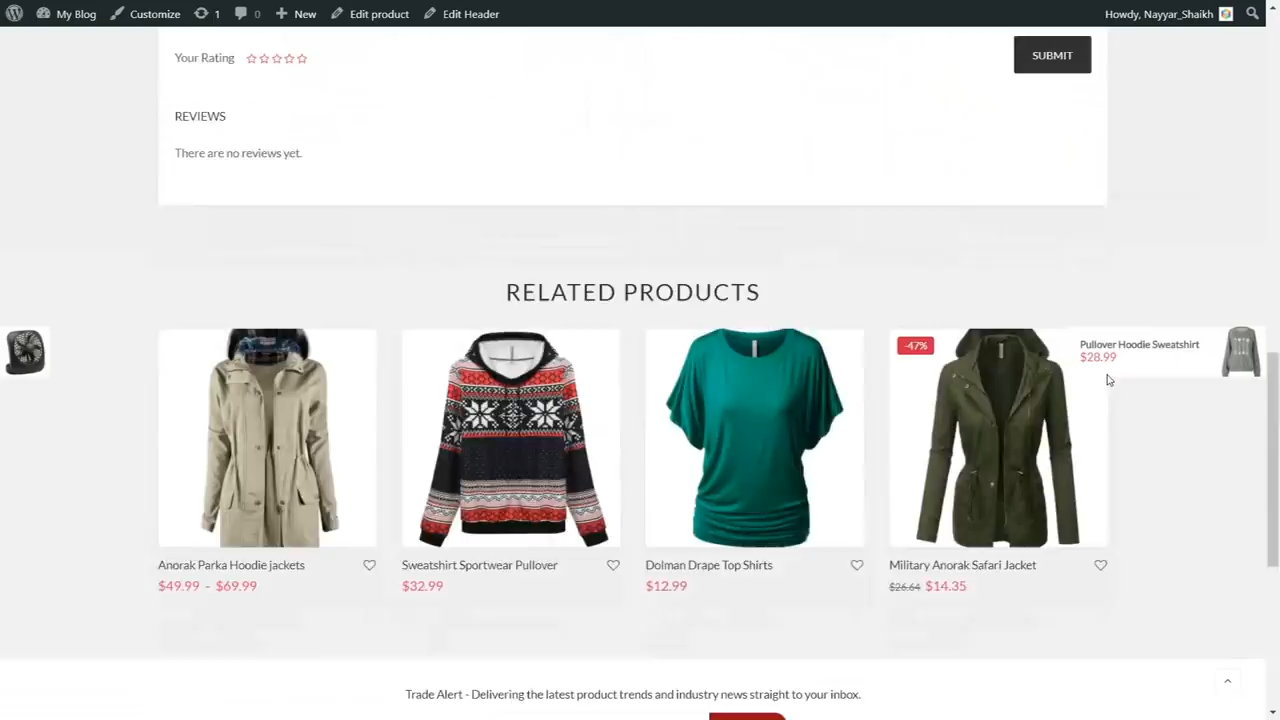 My Blog Customize 1 0 New Edit product Edit Header Howdy, Nayyar_Shaikh
Your Rating
SUBMIT
REVIEWS
There are no reviews yet.
RELATED PRODUCTS
-47%
Pullover Hoodie Sweatshirt
$28.99
Anorak Parka Hoodie jackets
$49.99 - $69.99
Sweatshirt Sportwear Pullover
$32.99
Dolman Drape Top Shirts
$12.99
Military Anorak Safari Jacket
$26.64 $14.35
Trade Alert - Delivering the latest product trends and industry news straight to your inbox.